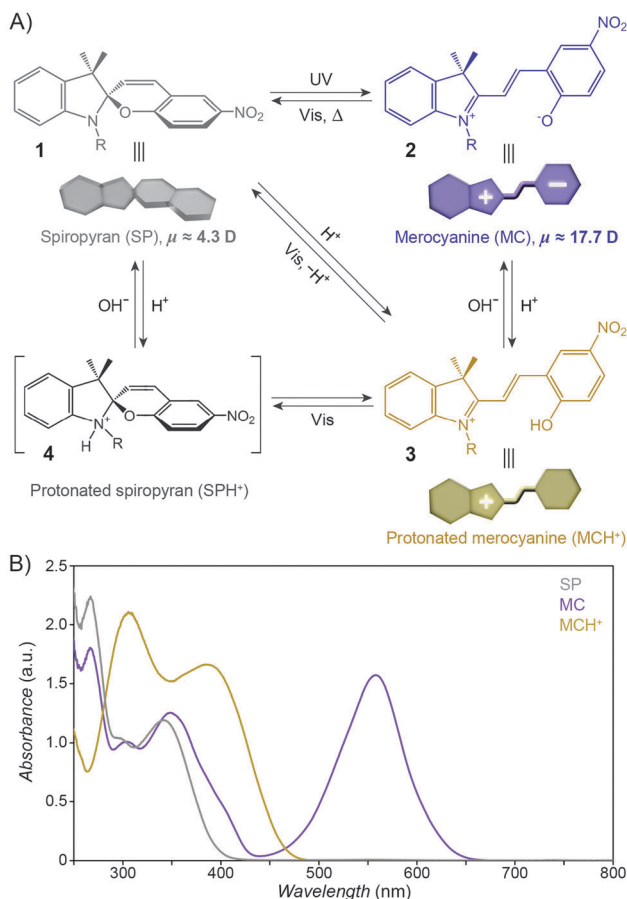 A)
NO₂
UV
NO₂
N
O
Vis, Δ
N⁺
⁻O
R
R
1
2
+
−
Spiropyran (SP), μ ≈ 4.3 D
Merocyanine (MC), μ ≈ 17.7 D
H⁺
Vis, −H⁺
OH⁻
H⁺
OH⁻
H⁺
NO₂
NO₂
O
Vis
N⁺
N⁺
HO
H
R
R
4
3
Protonated spiropyran (SPH⁺)
+
Protonated merocyanine (MCH⁺)
B)
2.5
SP
MC
MCH⁺
2.0
1.5
1.0
0.5
0
Absorbance (a.u.)
300
400
500
600
700
800
Wavelength (nm)